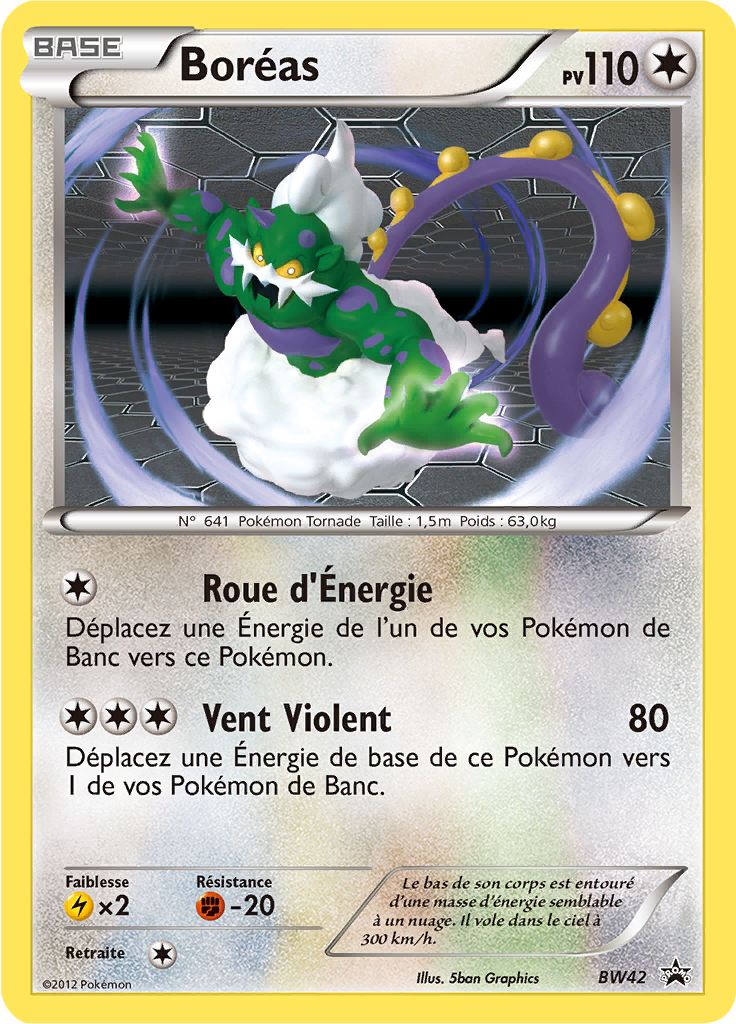 BASE
Boréas
PV110
N° 641 Pokémon Tornade Taille : 1,5m Poids : 63,0kg
Roue d'Énergie
Déplacez une Énergie de l'un de vos Pokémon de
Banc vers ce Pokémon.
Vent Violent 80
Déplacez une Énergie de base de ce Pokémon vers
1 de vos Pokémon de Banc.
Faiblesse
×2
Résistance
-20
Retraite
Le bas de son corps est entouré
d'une masse d'énergie semblable
à un nuage. Il vole dans le ciel à
300 km/h.
©2012 Pokémon
Illus. 5ban Graphics
BW42
PROMO